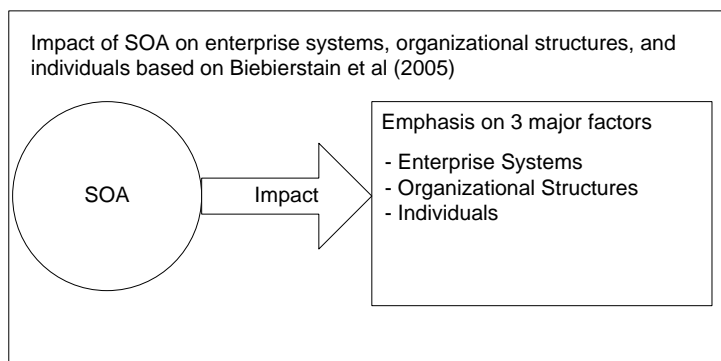 Impact of SOA on enterprise systems, organizational structures, and
individuals based on Biebierstain et al (2005)
SOA
Impact
Emphasis on 3 major factors
- Enterprise Systems
- Organizational Structures
- Individuals